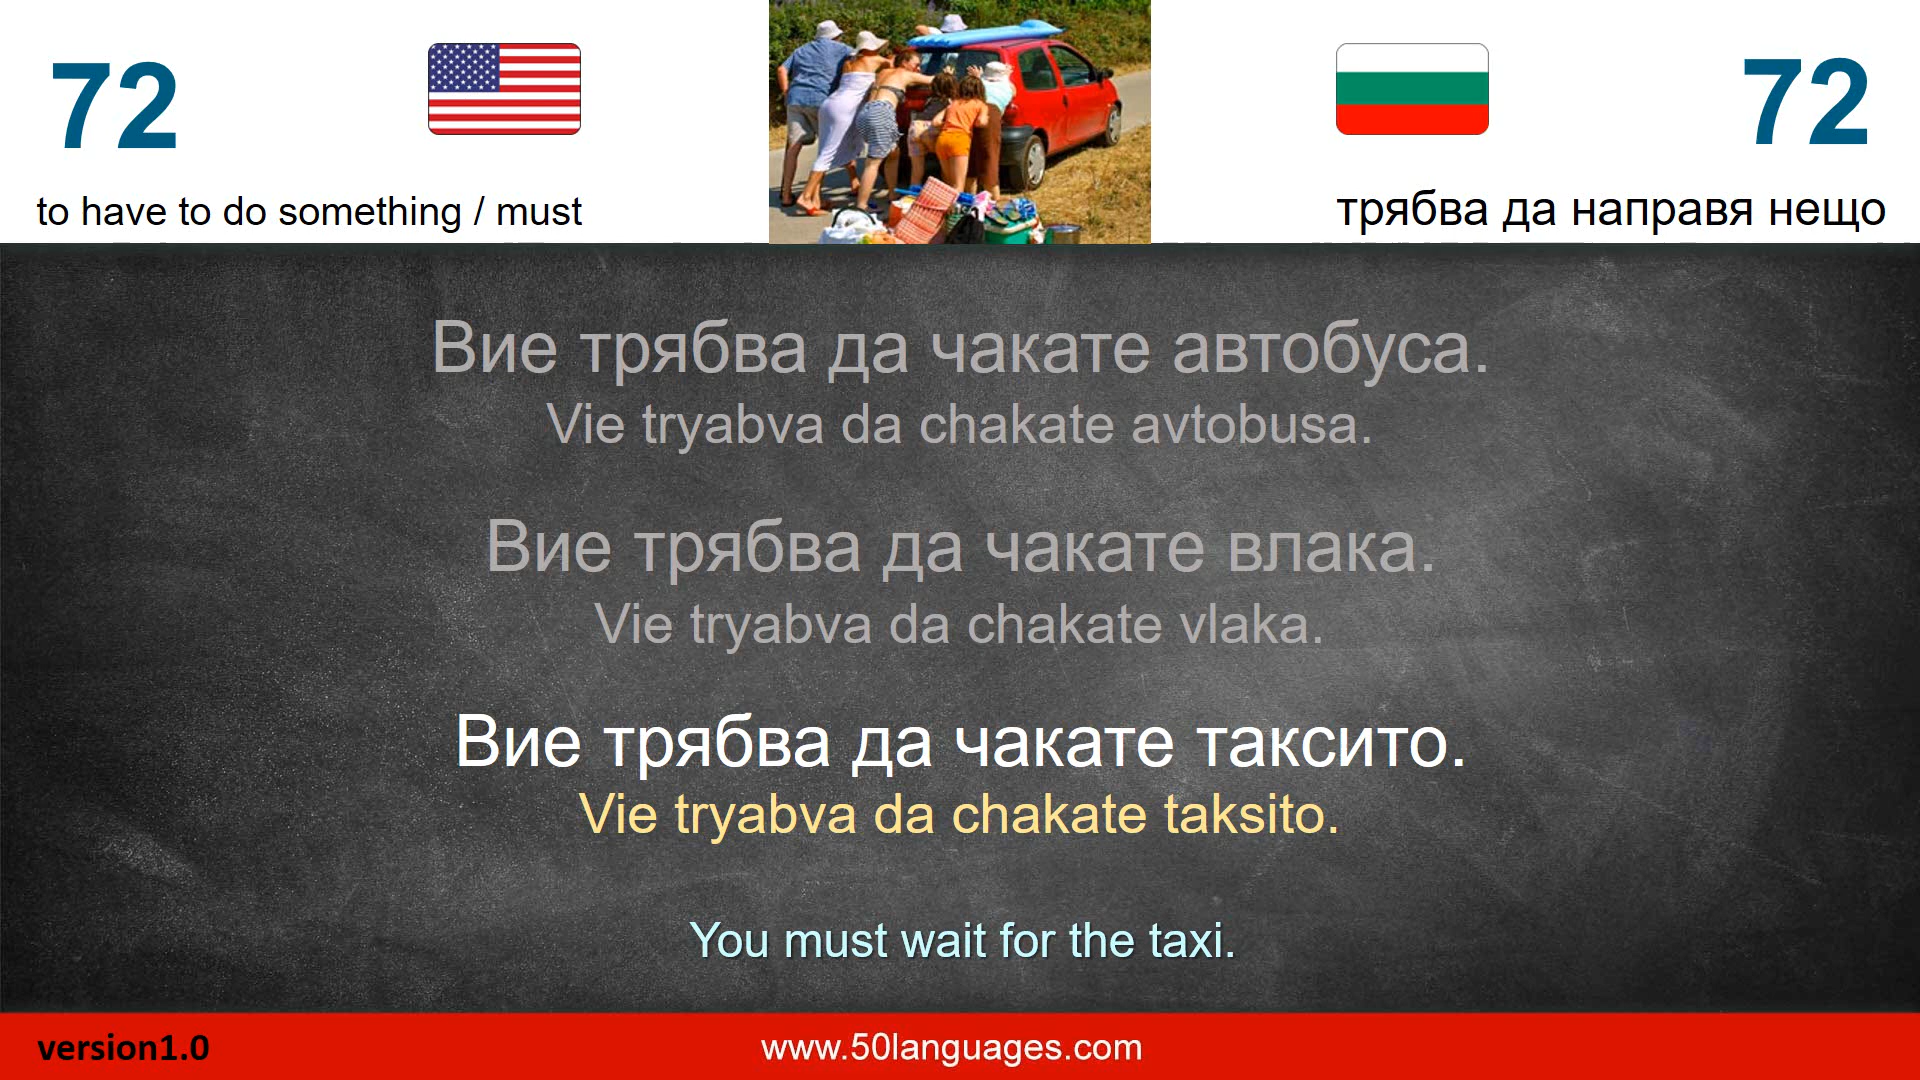 72
72
to have to do something / must
трябва да направя нещо
Вие трябва да чакате автобуса.
Vie tryabva da chakate avtobusa.
Вие трябва да чакате влака.
Vie tryabva da chakate vlaka.
Вие трябва да чакате таксито.
Vie tryabva da chakate taksito.
You must wait for the taxi.
version1.0
www.50languages.com